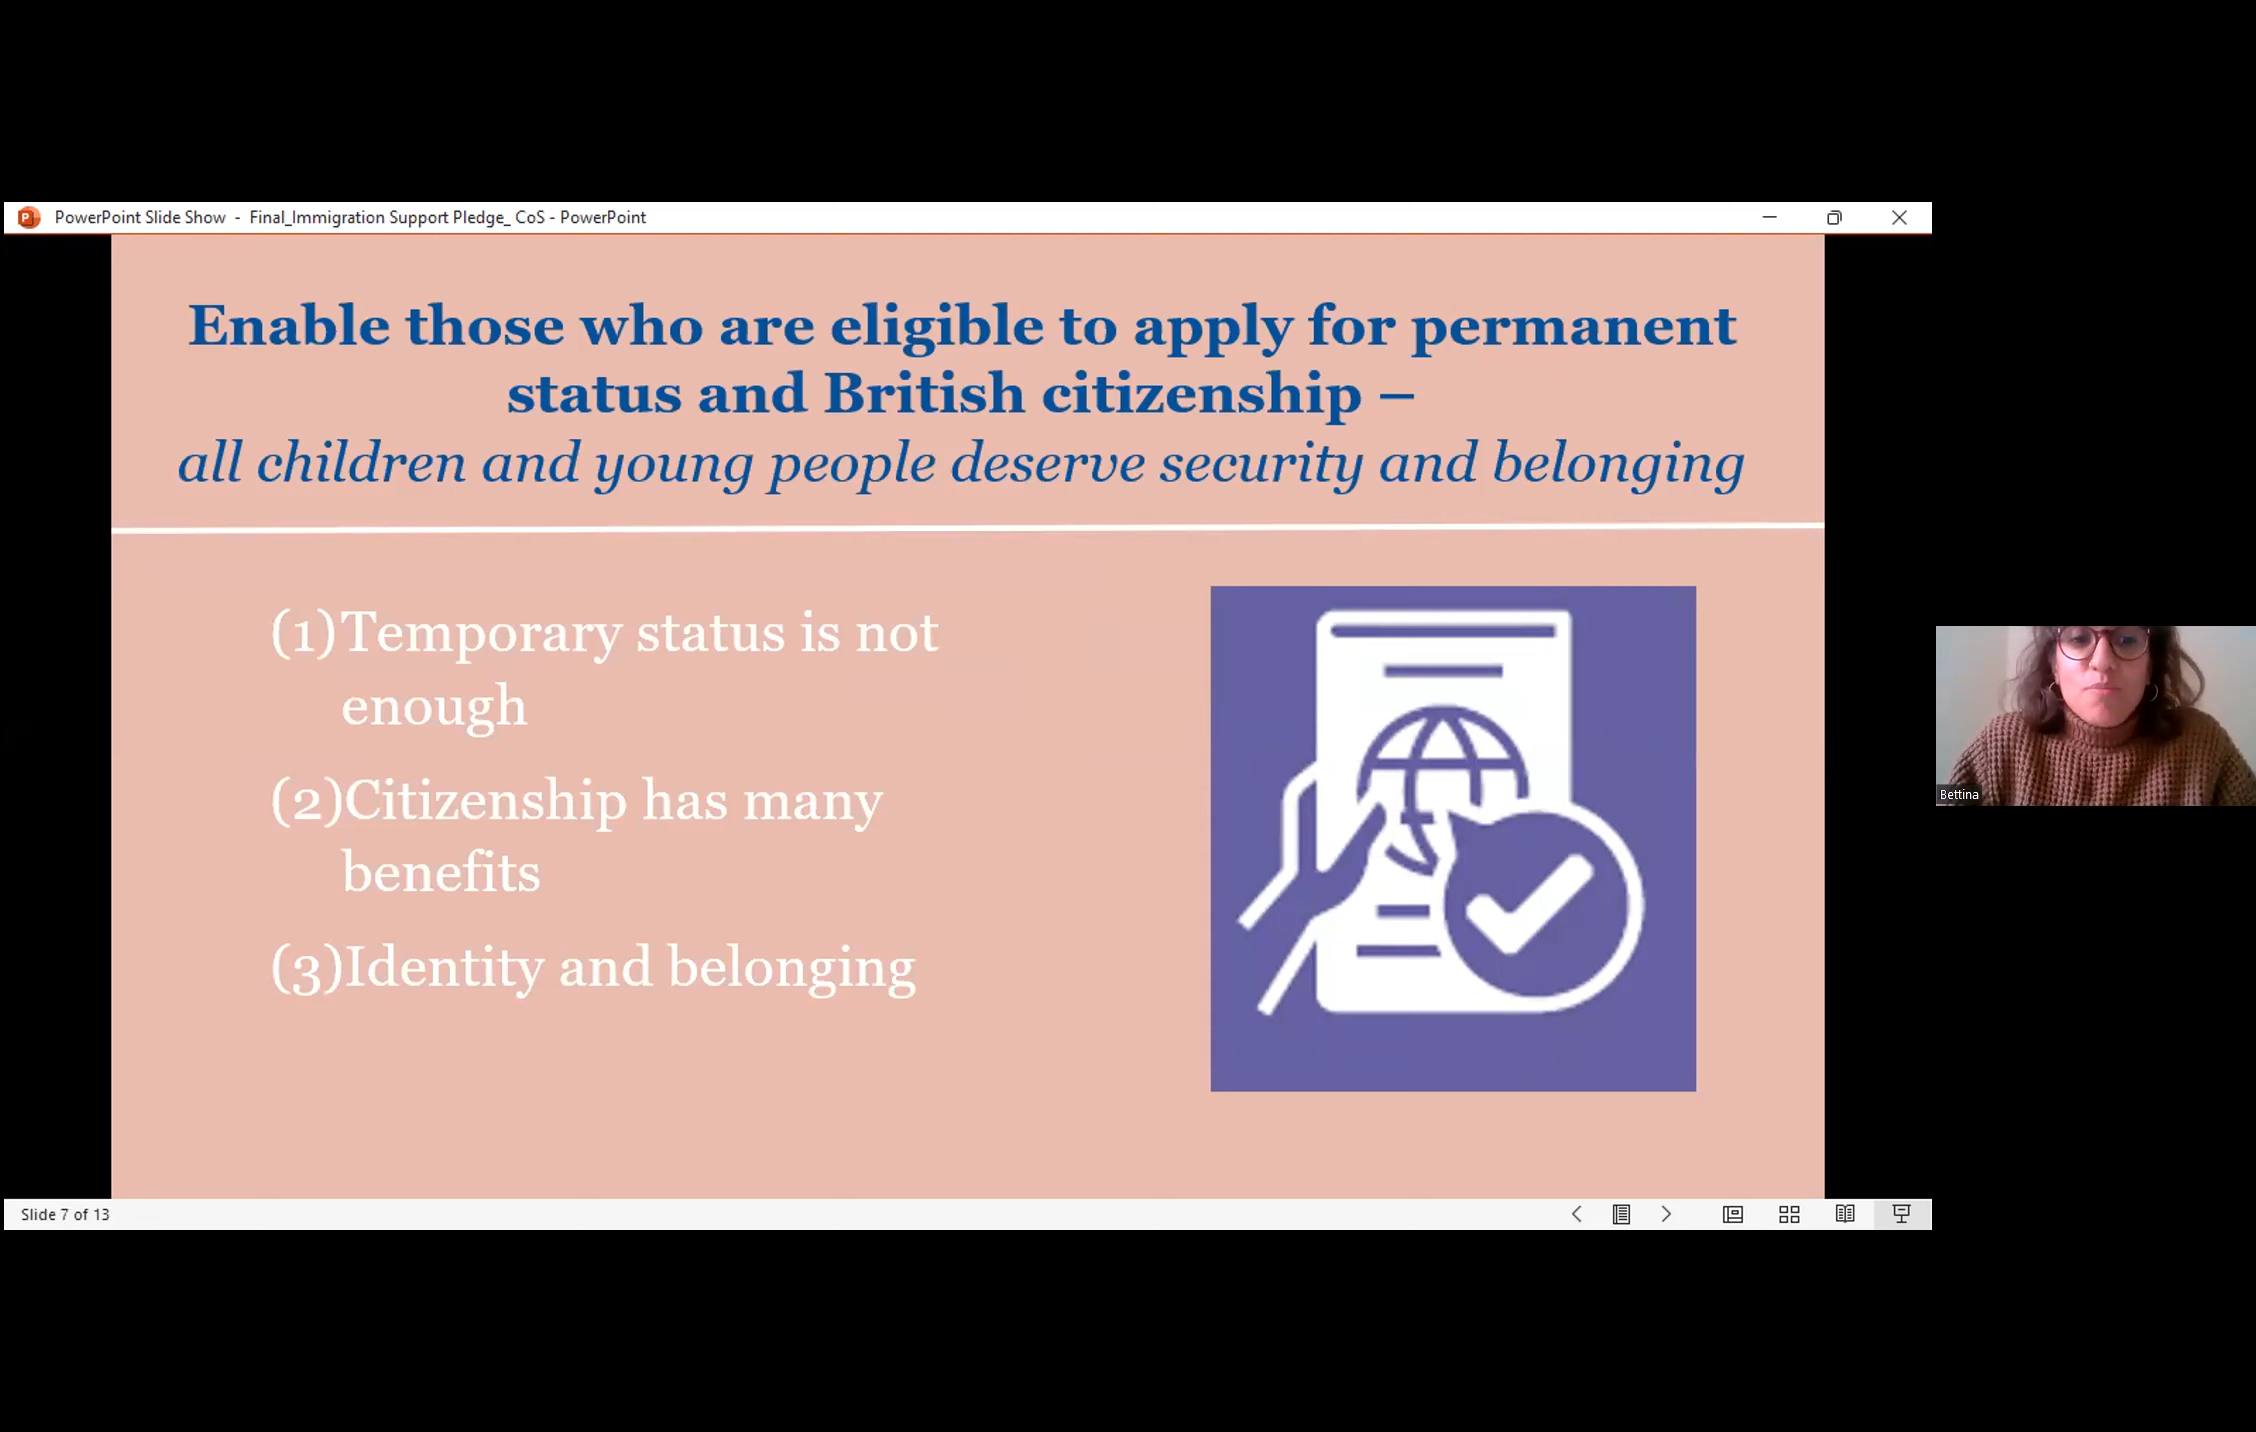 PowerPoint Slide Show - Final_Immigration Support Pledge_ CoS - PowerPoint
Enable those who are eligible to apply for permanent
status and British citizenship –
all children and young people deserve security and belonging
(1)Temporary status is not
enough
(2)Citizenship has many
benefits
(3)Identity and belonging
Bettina
Slide 7 of 13